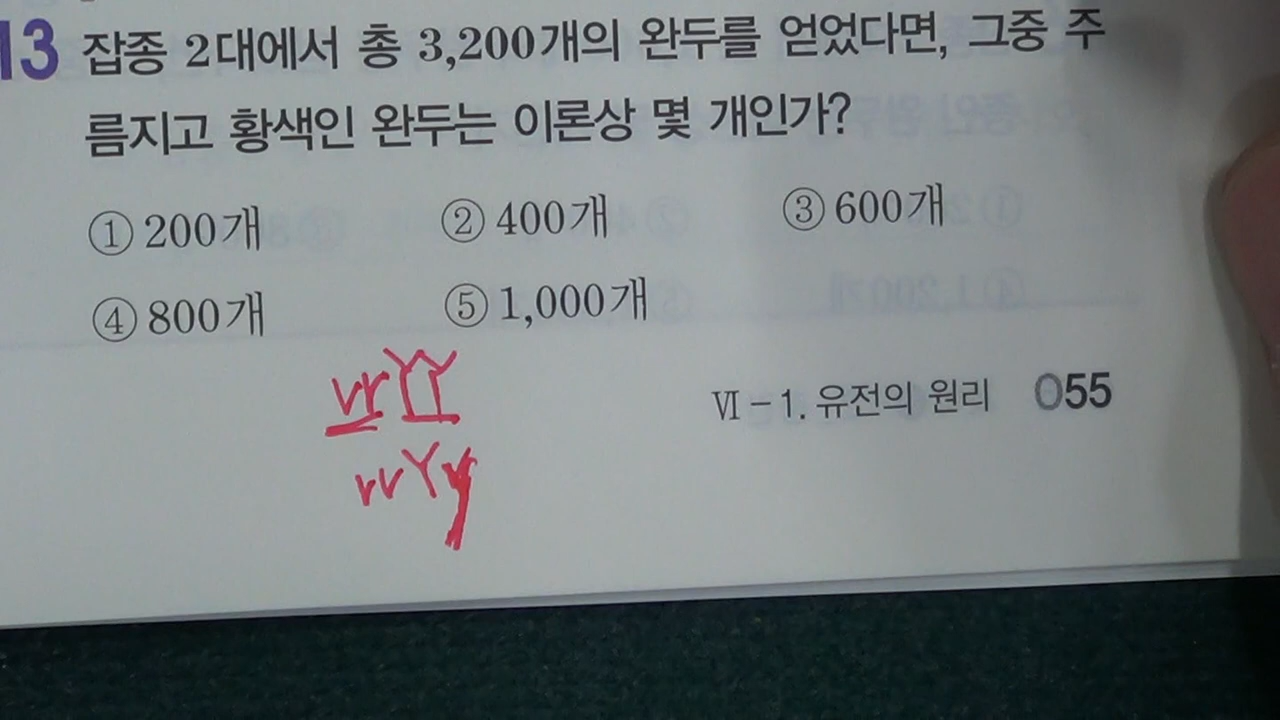 13 잡종 2대에서 총 3,200개의 완두를 얻었다면, 그중 주
름지고 황색인 완두는 이론상 몇 개인가?
① 200개 ② 400개 ③ 600개
④ 800개 ⑤ 1,000개
rrYY
rrYy
Ⅵ-1. 유전의 원리 055